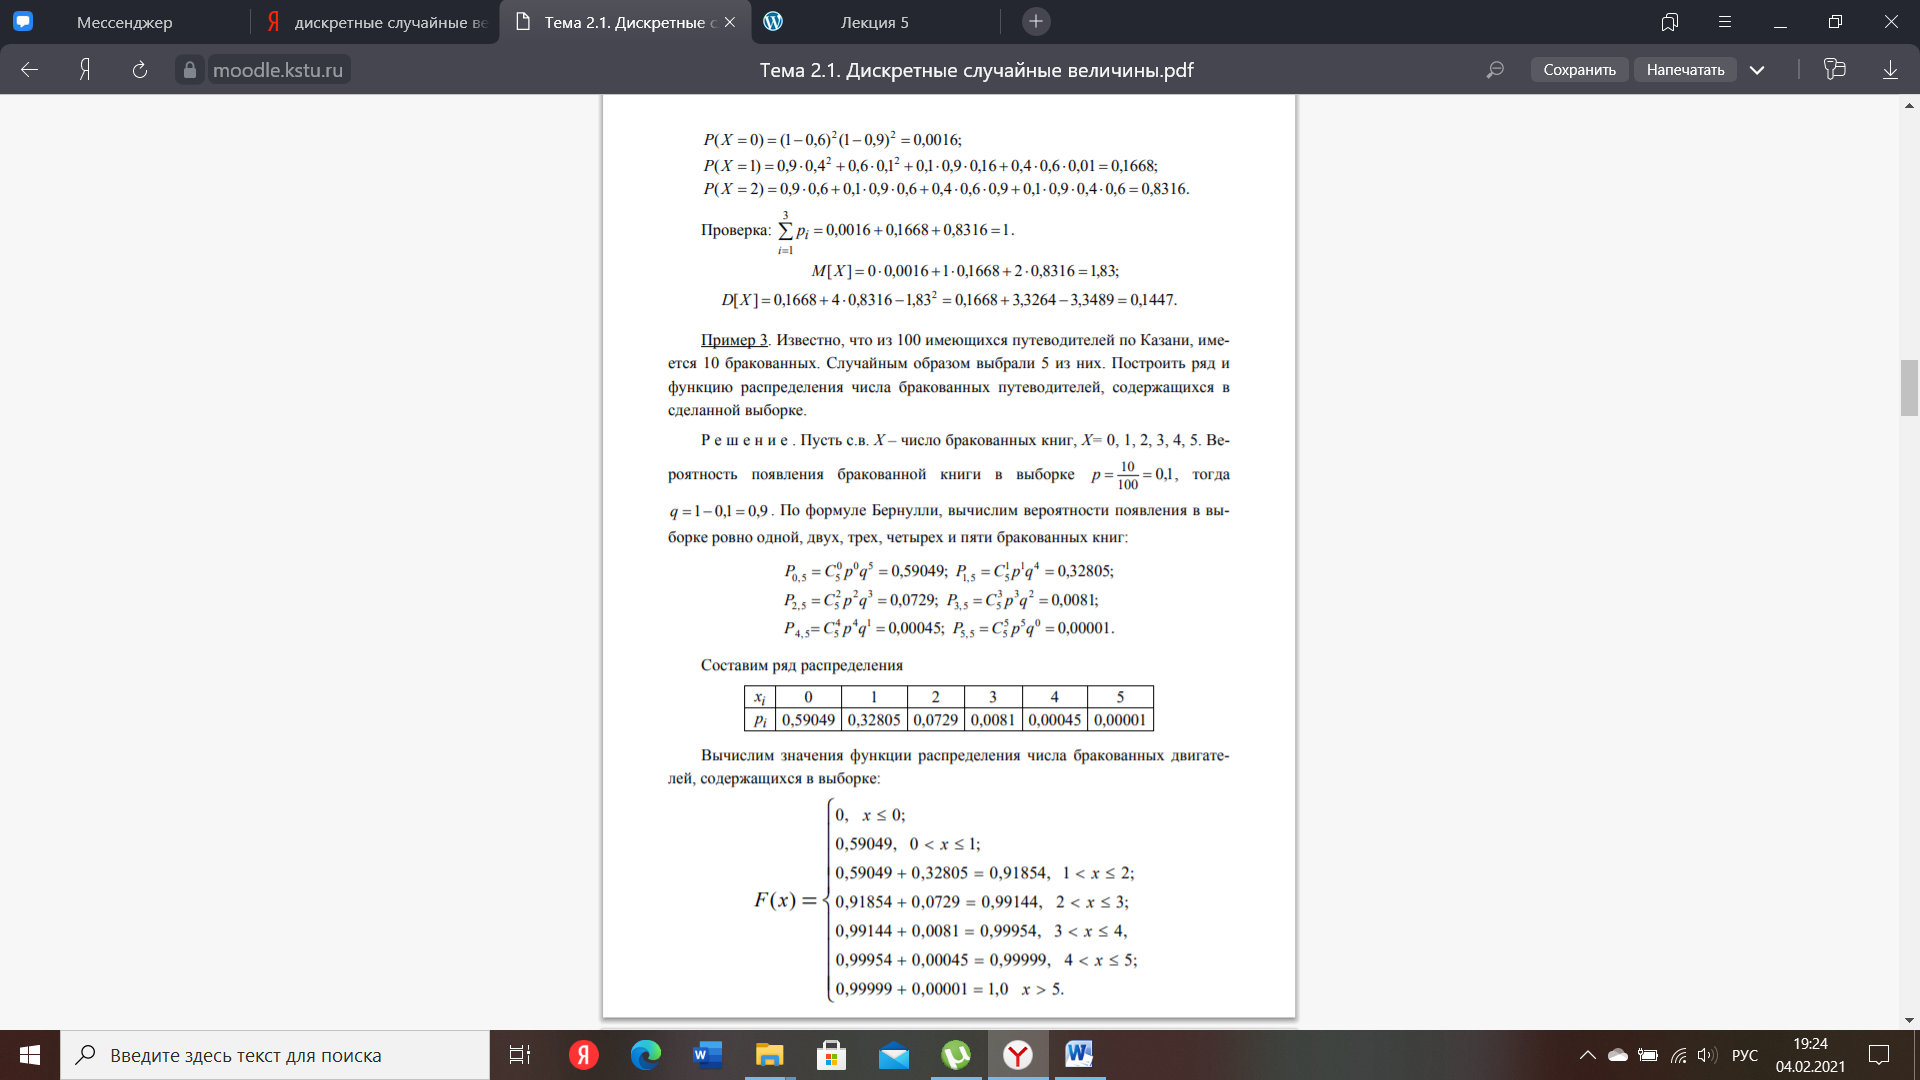 Мессенджер
дискретные случайные ве
Тема 2.1. Дискретные с
Лекция 5
moodle.kstu.ru
Тема 2.1. Дискретные случайные величины.pdf
Сохранить
Напечатать
P(X = 0) = (1 − 0,6)²(1 − 0,9)² = 0,0016;
P(X = 1) = 0,9 · 0,4² + 0,6 · 0,1² + 0,1 · 0,9 · 0,16 + 0,4 · 0,6 · 0,01 = 0,1668;
P(X = 2) = 0,9 · 0,6 + 0,1 · 0,9 · 0,6 + 0,4 · 0,6 · 0,9 + 0,1 · 0,9 · 0,4 · 0,6 = 0,8316.
Проверка: ∑_{i=1}^{3} p_i = 0,0016 + 0,1668 + 0,8316 = 1.
M[X] = 0 · 0,0016 + 1 · 0,1668 + 2 · 0,8316 = 1,83;
D[X] = 0,1668 + 4 · 0,8316 − 1,83² = 0,1668 + 3,3264 − 3,3489 = 0,1447.
Пример 3. Известно, что из 100 имеющихся путеводителей по Казани, име-
ется 10 бракованных. Случайным образом выбрали 5 из них. Построить ряд и
функцию распределения числа бракованных путеводителей, содержащихся в
сделанной выборке.
Р е ш е н и е . Пусть с.в. X – число бракованных книг, X= 0, 1, 2, 3, 4, 5. Ве-
роятность появления бракованной книги в выборке p = 10/100 = 0,1, тогда
q = 1 − 0,1 = 0,9 . По формуле Бернулли, вычислим вероятности появления в вы-
борке ровно одной, двух, трех, четырех и пяти бракованных книг:
P_{0,5} = C_5^0 p^0 q^5 = 0,59049; P_{1,5} = C_5^1 p^1 q^4 = 0,32805;
P_{2,5} = C_5^2 p^2 q^3 = 0,0729; P_{3,5} = C_5^3 p^3 q^2 = 0,0081;
P_{4,5} = C_5^4 p^4 q^1 = 0,00045; P_{5,5} = C_5^5 p^5 q^0 = 0,00001.
Составим ряд распределения
x_i 0 1 2 3 4 5
p_i 0,59049 0,32805 0,0729 0,0081 0,00045 0,00001
Вычислим значения функции распределения числа бракованных двигате-
лей, содержащихся в выборке:
0, x ≤ 0;
0,59049, 0 < x ≤ 1;
0,59049 + 0,32805 = 0,91854, 1 < x ≤ 2;
F(x) = 0,91854 + 0,0729 = 0,99144, 2 < x ≤ 3;
0,99144 + 0,0081 = 0,99954, 3 < x ≤ 4,
0,99954 + 0,00045 = 0,99999, 4 < x ≤ 5;
0,99999 + 0,00001 = 1,0 x > 5.
Введите здесь текст для поиска
РУС
19:24
04.02.2021